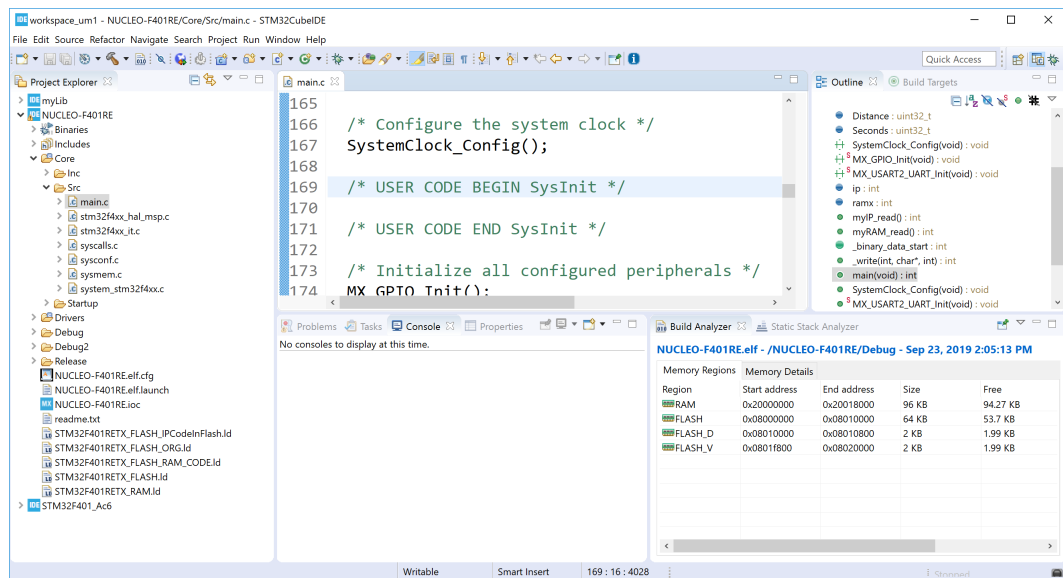 IDE workspace_um1 - NUCLEO-F401RE/Core/Src/main.c - STM32CubeIDE
File Edit Source Refactor Navigate Search Project Run Window Help
Quick Access
Project Explorer
myLib
NUCLEO-F401RE
Binaries
Includes
Core
Inc
Src
main.c
stm32f4xx_hal_msp.c
stm32f4xx_it.c
syscalls.c
sysconf.c
sysmem.c
system_stm32f4xx.c
Startup
Drivers
Debug
Debug2
Release
NUCLEO-F401RE.elf.cfg
NUCLEO-F401RE.elf.launch
MX NUCLEO-F401RE.ioc
readme.txt
STM32F401RETX_FLASH_IPCodeInFlash.ld
STM32F401RETX_FLASH_ORG.ld
STM32F401RETX_FLASH_RAM_CODE.ld
STM32F401RETX_FLASH.ld
STM32F401RETX_RAM.ld
STM32F401_Ac6
main.c
165
166 /* Configure the system clock */
167 SystemClock_Config();
168
169 /* USER CODE BEGIN SysInit */
170
171 /* USER CODE END SysInit */
172
173 /* Initialize all configured peripherals */
174 MX_GPIO_Init();
Outline Build Targets
Distance : uint32_t
Seconds : uint32_t
SystemClock_Config(void) : void
MX_GPIO_Init(void) : void
MX_USART2_UART_Init(void) : void
ip : int
ramx : int
myIP_read() : int
myRAM_read() : int
_binary_data_start : int
_write(int, char*, int) : int
main(void) : int
SystemClock_Config(void) : void
MX_USART2_UART_Init(void) : void
Problems Tasks Console Properties
No consoles to display at this time.
Build Analyzer Static Stack Analyzer
NUCLEO-F401RE.elf - /NUCLEO-F401RE/Debug - Sep 23, 2019 2:05:13 PM
Memory Regions Memory Details
Region Start address End address Size Free
RAM 0x20000000 0x20018000 96 KB 94.27 KB
FLASH 0x08000000 0x08010000 64 KB 53.7 KB
FLASH_D 0x08010000 0x08010800 2 KB 1.99 KB
FLASH_V 0x0801f800 0x08020000 2 KB 1.99 KB
Writable Smart Insert 169 : 16 : 4028 Stopped